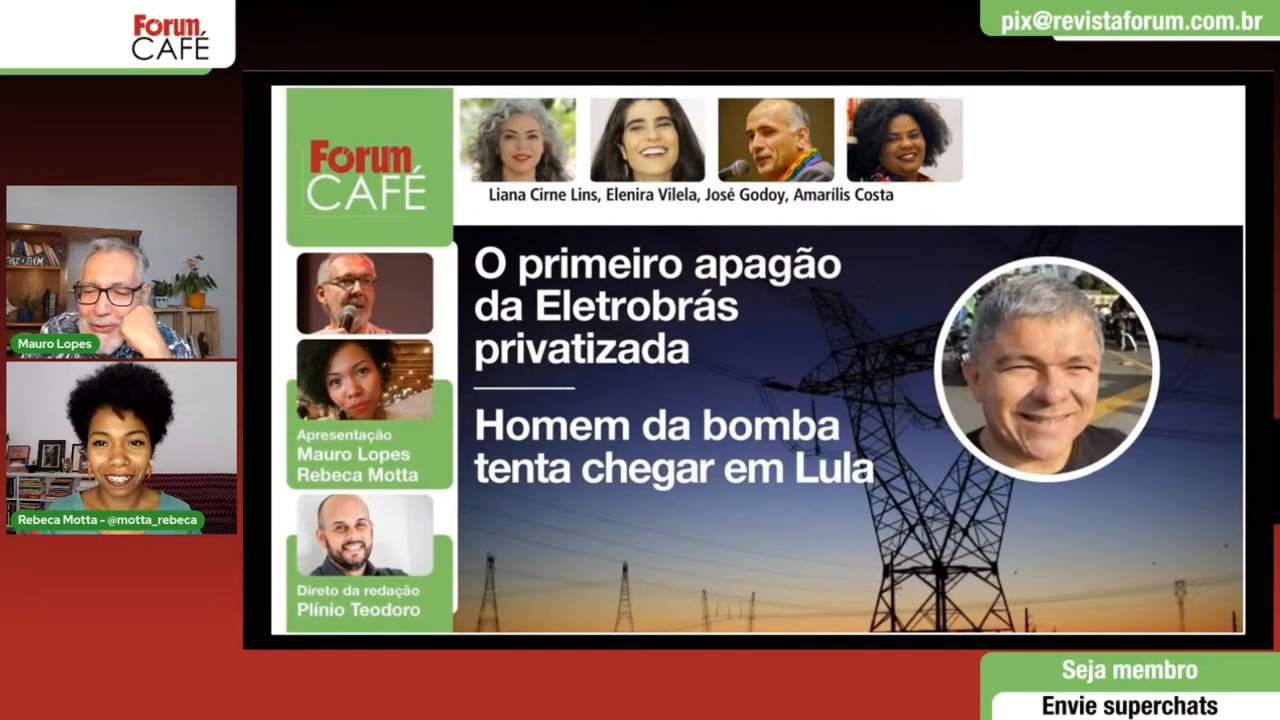 Forum
CAFÉ
pix@revistaforum.com.br
Forum
CAFÉ
Liana Cirne Lins, Elenira Vilela, José Godoy, Amarílis Costa
O primeiro apagão
da Eletrobrás
privatizada
Homem da bomba
tenta chegar em Lula
Apresentação
Mauro Lopes
Rebeca Motta
Direto da redação
Plínio Teodoro
Mauro Lopes
Rebeca Motta - @motta_rebeca
Seja membro
Envie superchats